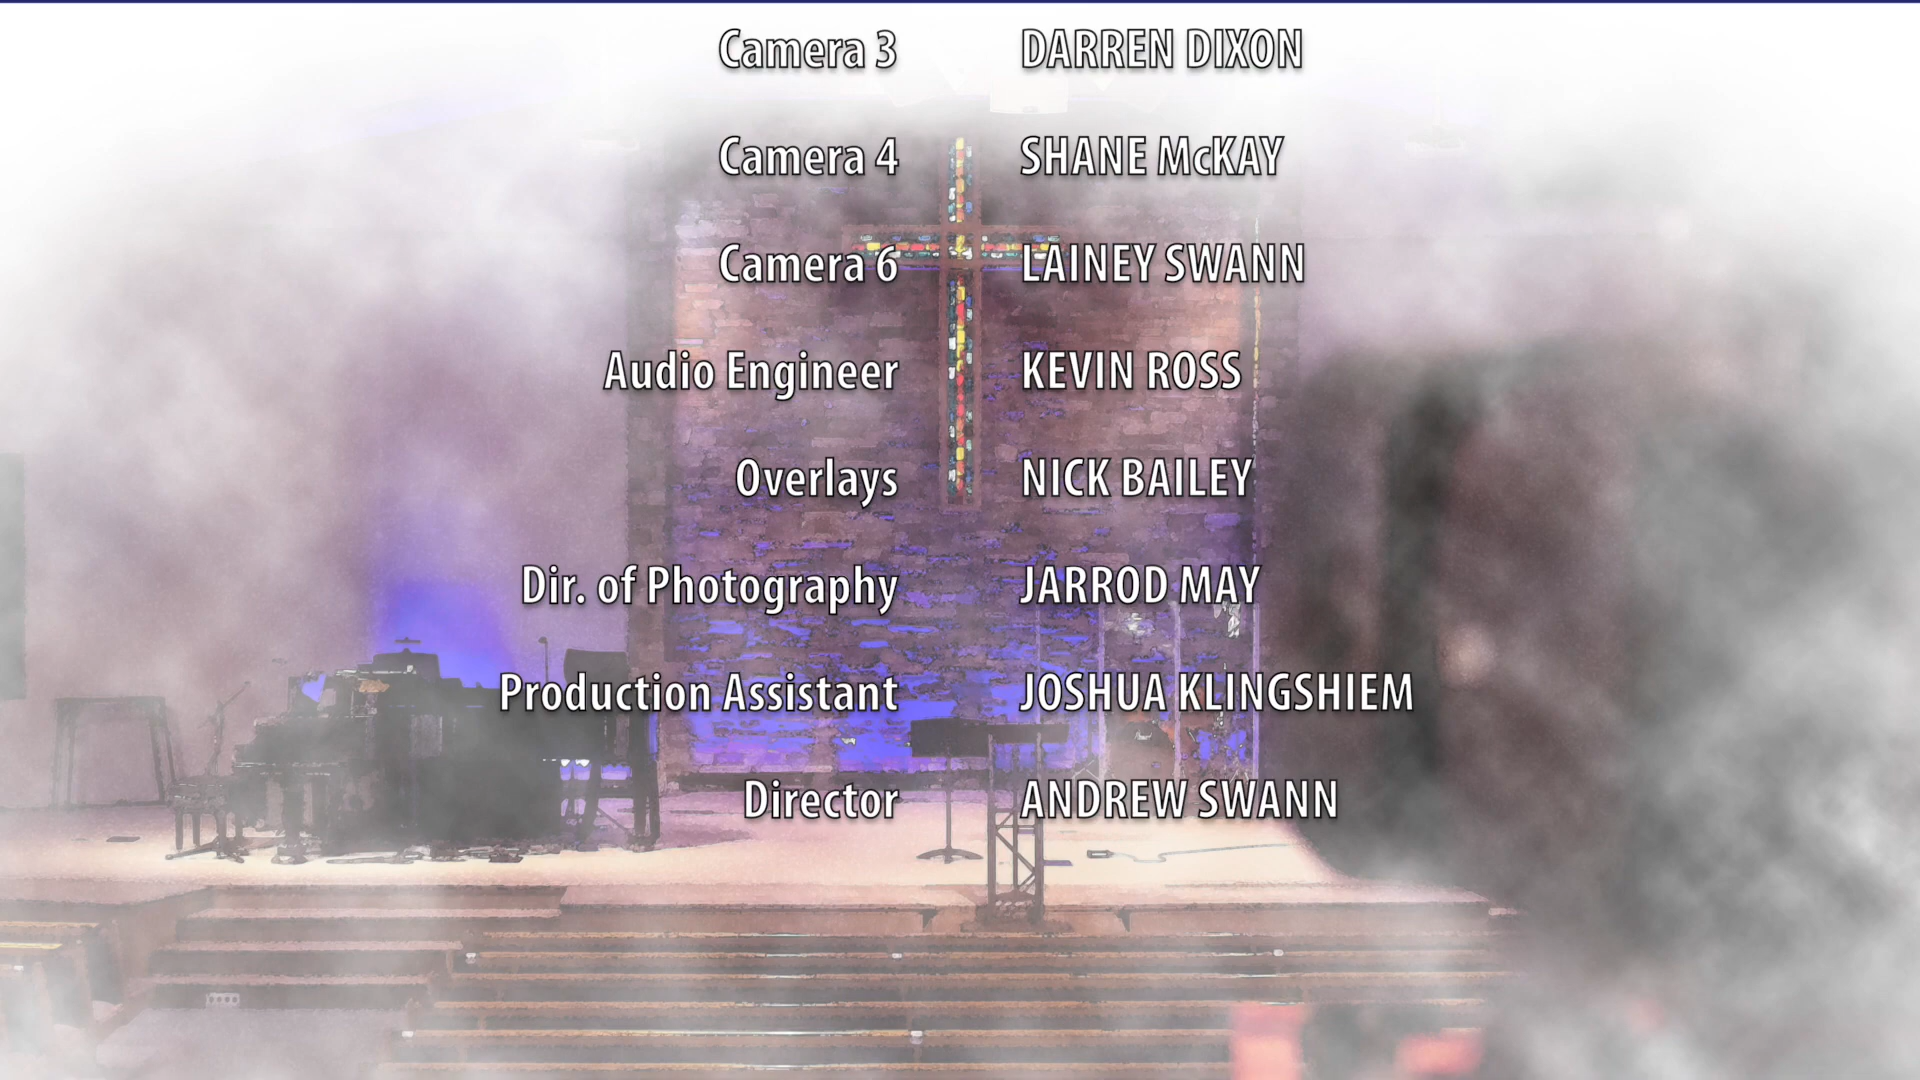 Camera 3 DARREN DIXON
Camera 4 SHANE McKAY
Camera 6 LAINEY SWANN
Audio Engineer KEVIN ROSS
Overlays NICK BAILEY
Dir. of Photography JARROD MAY
Production Assistant JOSHUA KLINGSHIEM
Director ANDREW SWANN